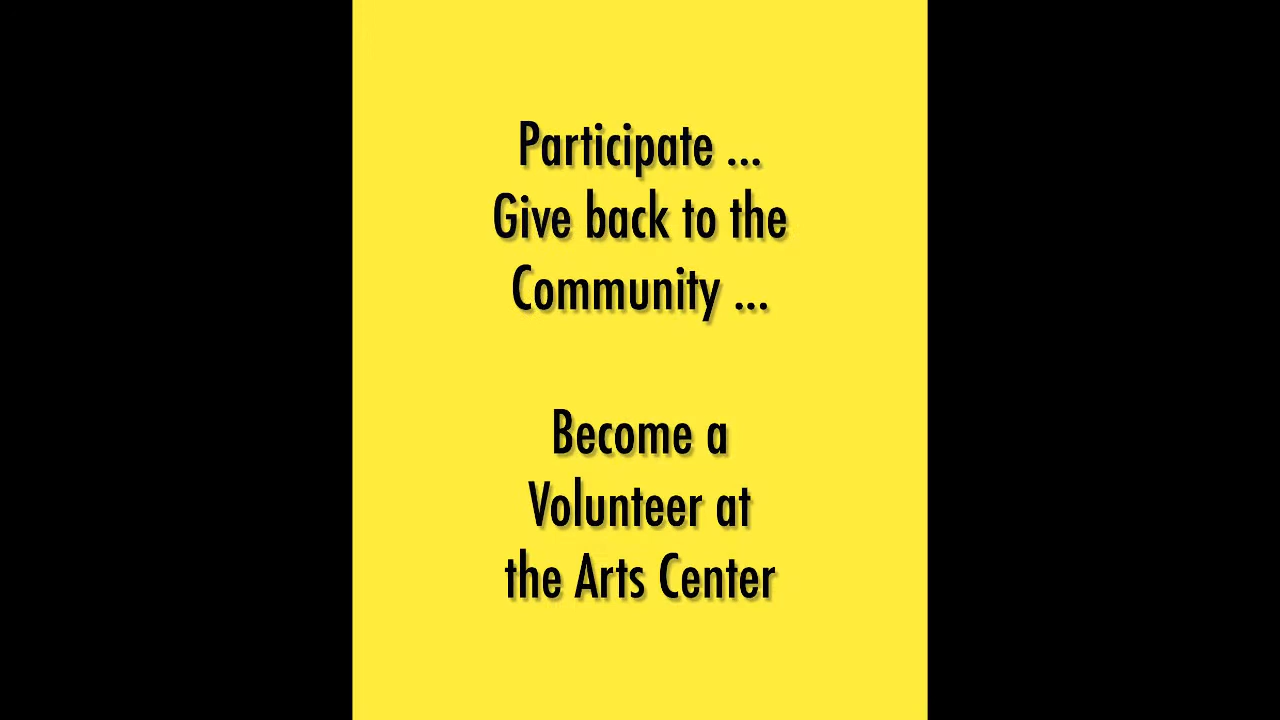 Participate ...
Give back to the
Community ...
Become a
Volunteer at
the Arts Center